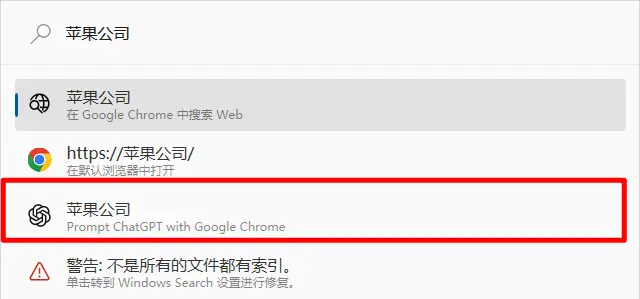 苹果公司
苹果公司
在 Google Chrome 中搜索 Web
https://苹果公司/
在默认浏览器中打开
苹果公司
Prompt ChatGPT with Google Chrome
警告: 不是所有的文件都有索引。
单击转到 Windows Search 设置进行修复。